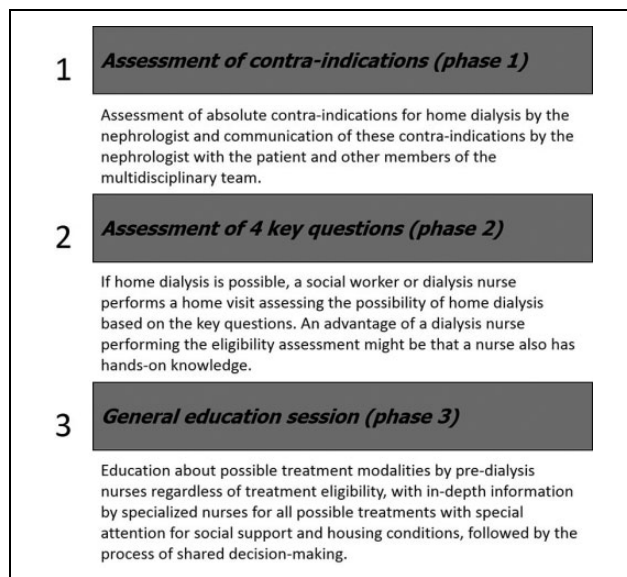 1 Assessment of contra-indications (phase 1)
Assessment of absolute contra-indications for home dialysis by the
nephrologist and communication of these contra-indications by the
nephrologist with the patient and other members of the
multidisciplinary team.
2 Assessment of 4 key questions (phase 2)
If home dialysis is possible, a social worker or dialysis nurse
performs a home visit assessing the possibility of home dialysis
based on the key questions. An advantage of a dialysis nurse
performing the eligibility assessment might be that a nurse also has
hands-on knowledge.
3 General education session (phase 3)
Education about possible treatment modalities by pre-dialysis
nurses regardless of treatment eligibility, with in-depth information
by specialized nurses for all possible treatments with special
attention for social support and housing conditions, followed by the
process of shared decision-making.